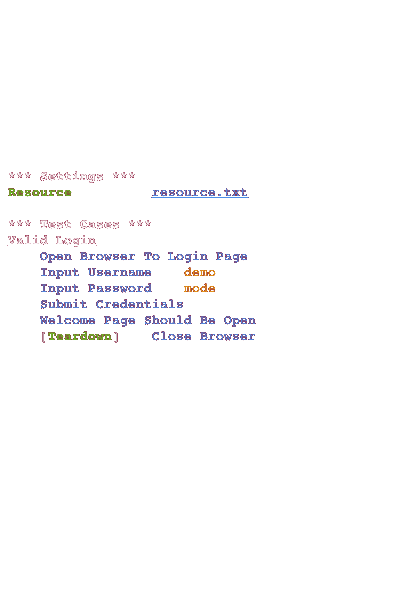 *** Settings ***
Resource resource.txt
*** Test Cases ***
Valid Login
Open Browser To Login Page
Input Username demo
Input Password mode
Submit Credentials
Welcome Page Should Be Open
[Teardown] Close Browser